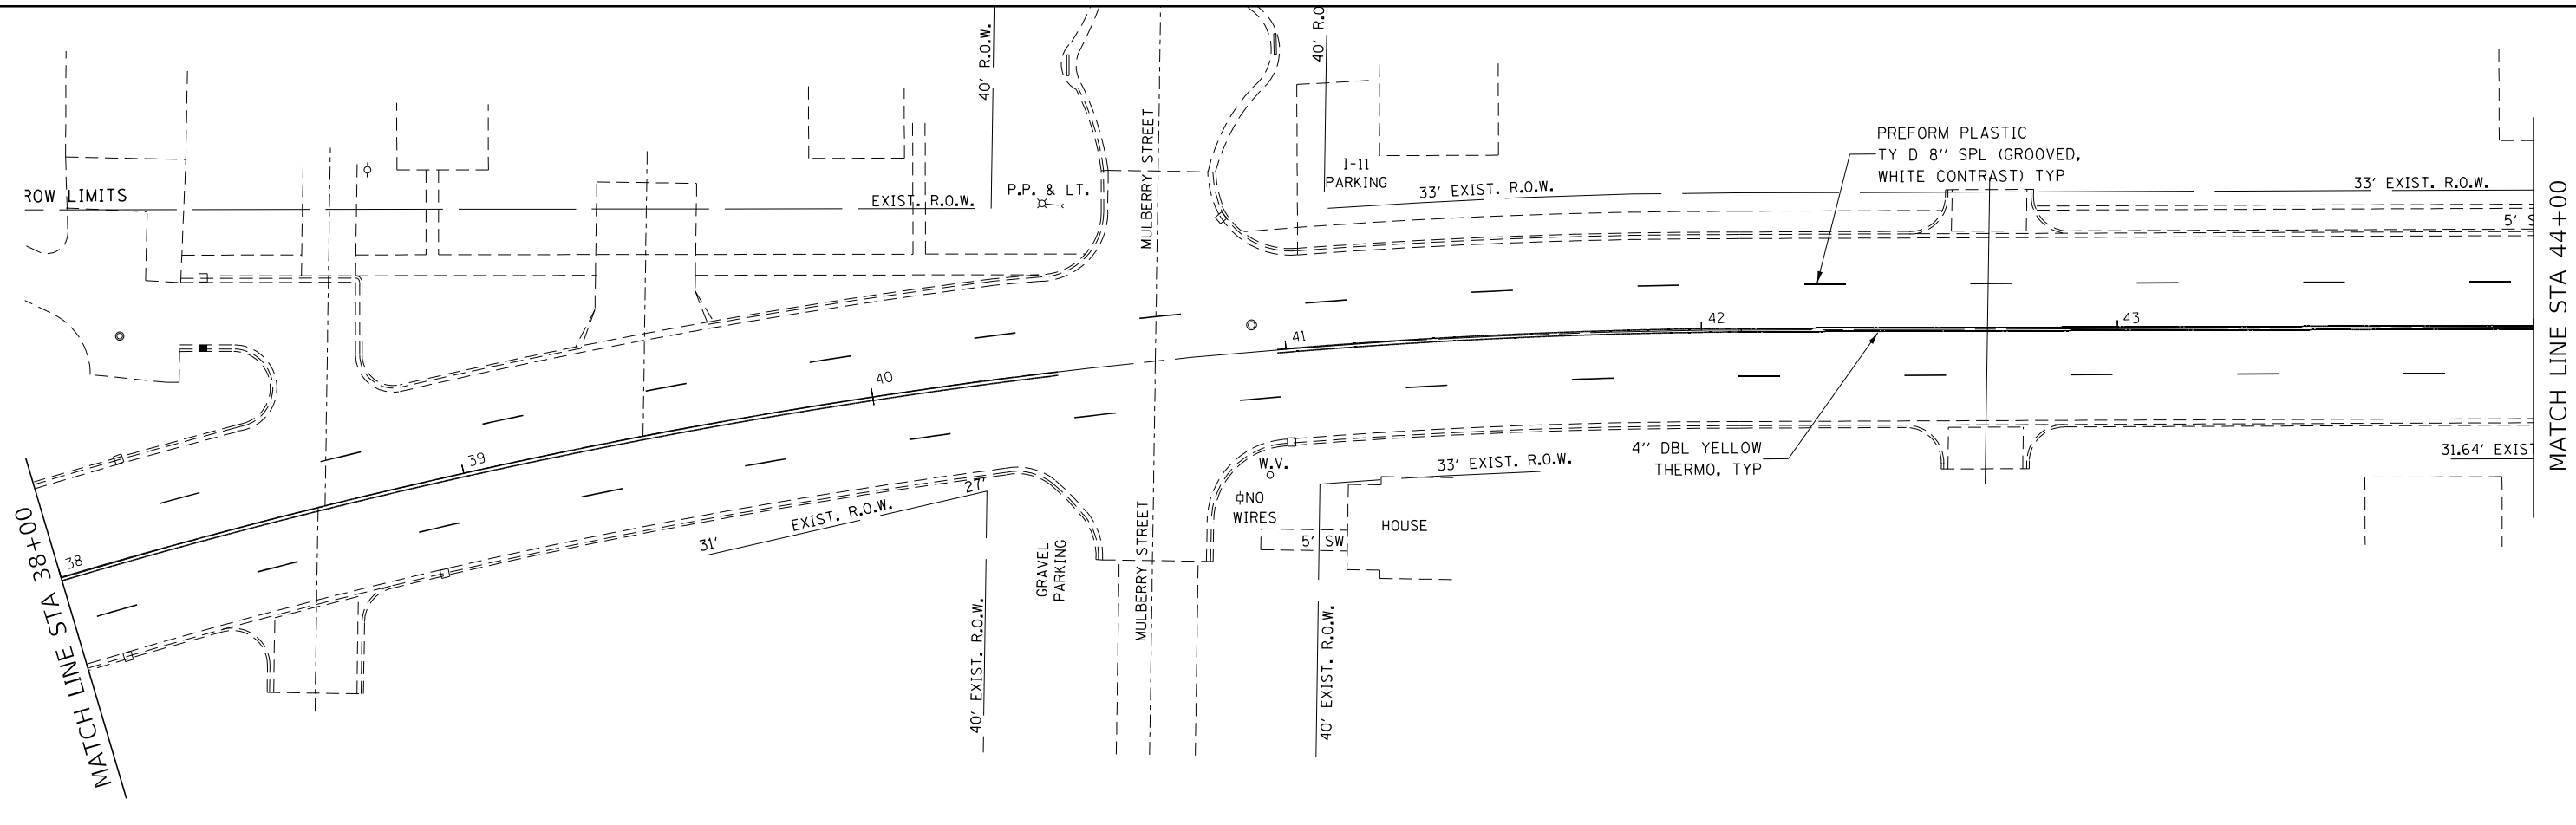 40' R.O.W.
40' R.O
MULBERRY STREET
PREFORM PLASTIC
TY D 8'' SPL (GROOVED,
WHITE CONTRAST) TYP
I-11
PARKING
ROW LIMITS
EXIST. R.O.W.
P.P. & LT.
33' EXIST. R.O.W.
33' EXIST. R.O.W.
5' S
MATCH LINE STA 44+00
41
42
43
40
39
38
4'' DBL YELLOW
THERMO, TYP
31.64' EXIST
W.V.
33' EXIST. R.O.W.
27'
EXIST. R.O.W.
31'
NO
WIRES
HOUSE
5' SW
GRAVEL
PARKING
MULBERRY STREET
40' EXIST. R.O.W.
40' EXIST. R.O.W.
MATCH LINE STA 38+00